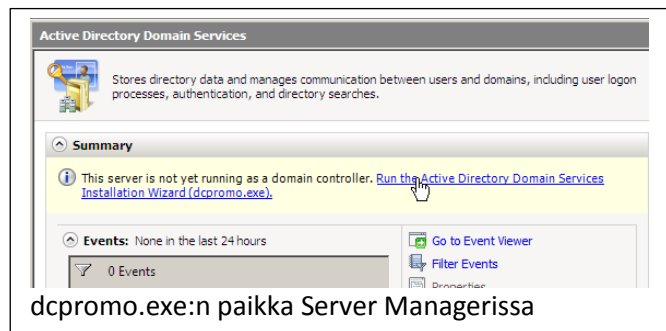 Active Directory Domain Services
Stores directory data and manages communication between users and domains, including user logon
processes, authentication, and directory searches.
Summary
This server is not yet running as a domain controller. Run the Active Directory Domain Services
Installation Wizard (dcpromo.exe).
Events: None in the last 24 hours
Go to Event Viewer
0 Events
Filter Events
Properties
dcpromo.exe:n paikka Server Managerissa